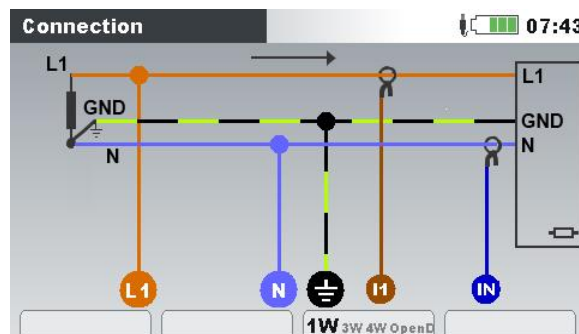 Connection 07:43
L1 L1
GND GND
N N
L1 N I1 IN
1W 3W 4W OpenD